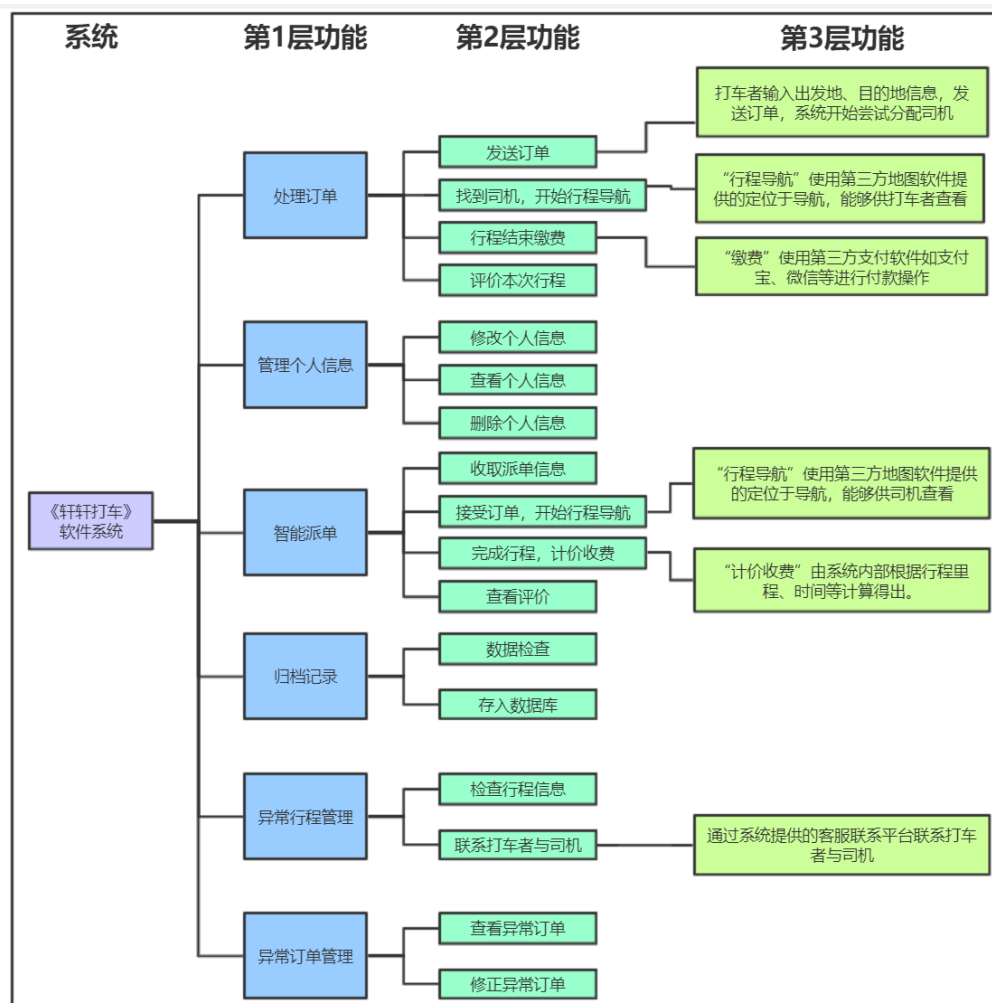 系统
第1层功能
第2层功能
第3层功能
《轩轩打车》
软件系统
处理订单
发送订单
打车者输入出发地、目的地信息，发
送订单，系统开始尝试分配司机
找到司机，开始行程导航
“行程导航”使用第三方地图软件提
供的定位于导航，能够供打车者查看
行程结束缴费
“缴费”使用第三方支付软件如支付
宝、微信等进行付款操作
评价本次行程
管理个人信息
修改个人信息
查看个人信息
删除个人信息
智能派单
收取派单信息
接受订单，开始行程导航
“行程导航”使用第三方地图软件提供
的定位于导航，能够供司机查看
完成行程，计价收费
“计价收费”由系统内部根据行程里
程、时间等计算得出。
查看评价
归档记录
数据检查
存入数据库
异常行程管理
检查行程信息
联系打车者与司机
通过系统提供的客服联系平台联系打车
者与司机
异常订单管理
查看异常订单
修正异常订单